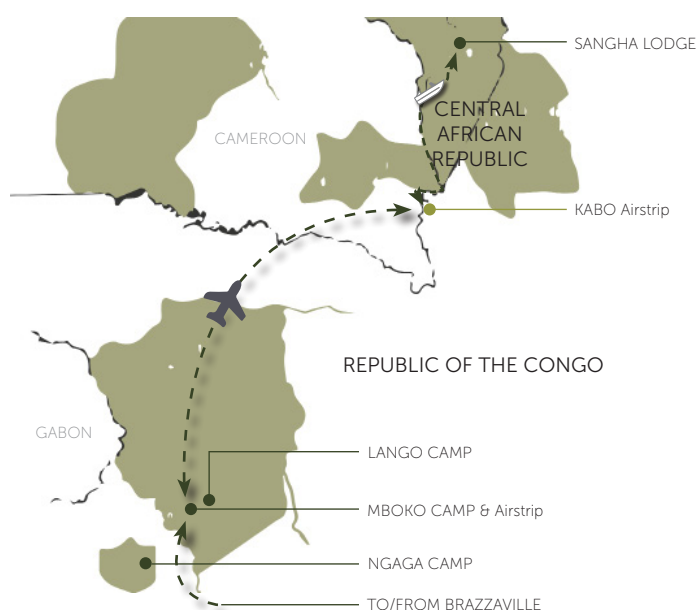 SANGHA LODGE
CENTRAL
AFRICAN
REPUBLIC
CAMEROON
KABO Airstrip
REPUBLIC OF THE CONGO
GABON
LANGO CAMP
MBOKO CAMP & Airstrip
NGAGA CAMP
TO/FROM BRAZZAVILLE